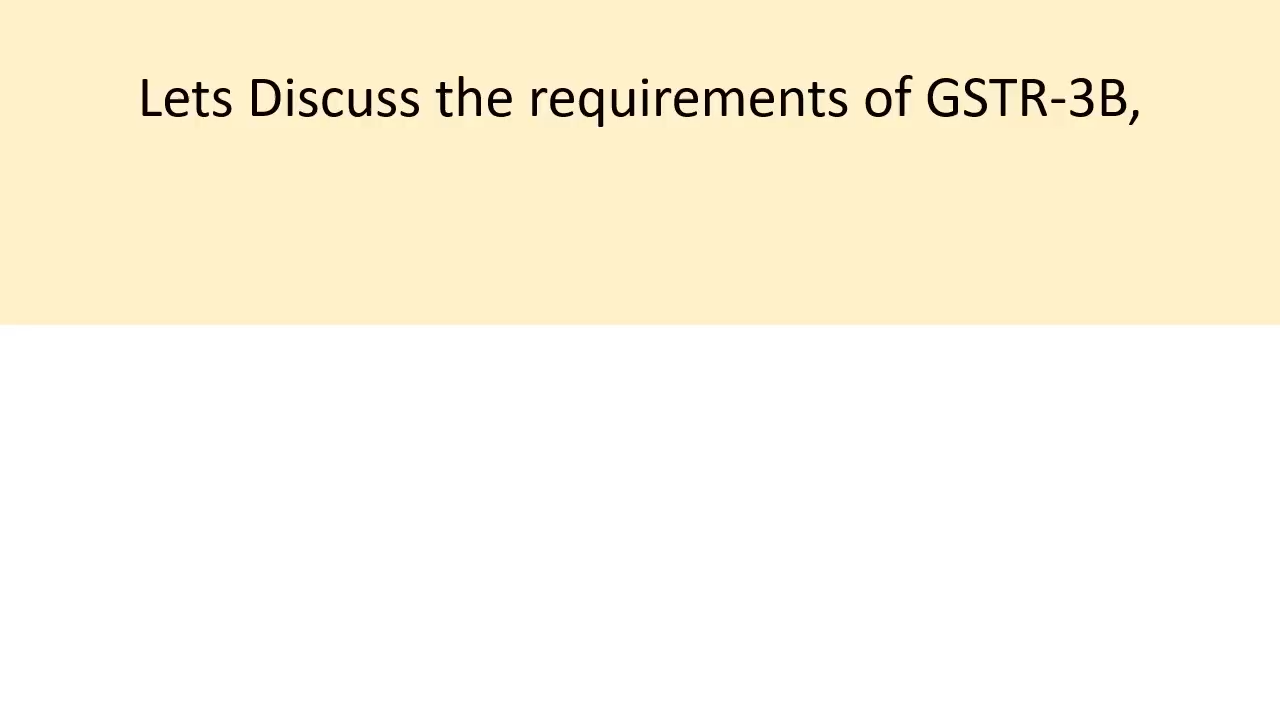 Lets Discuss the requirements of GSTR-3B,